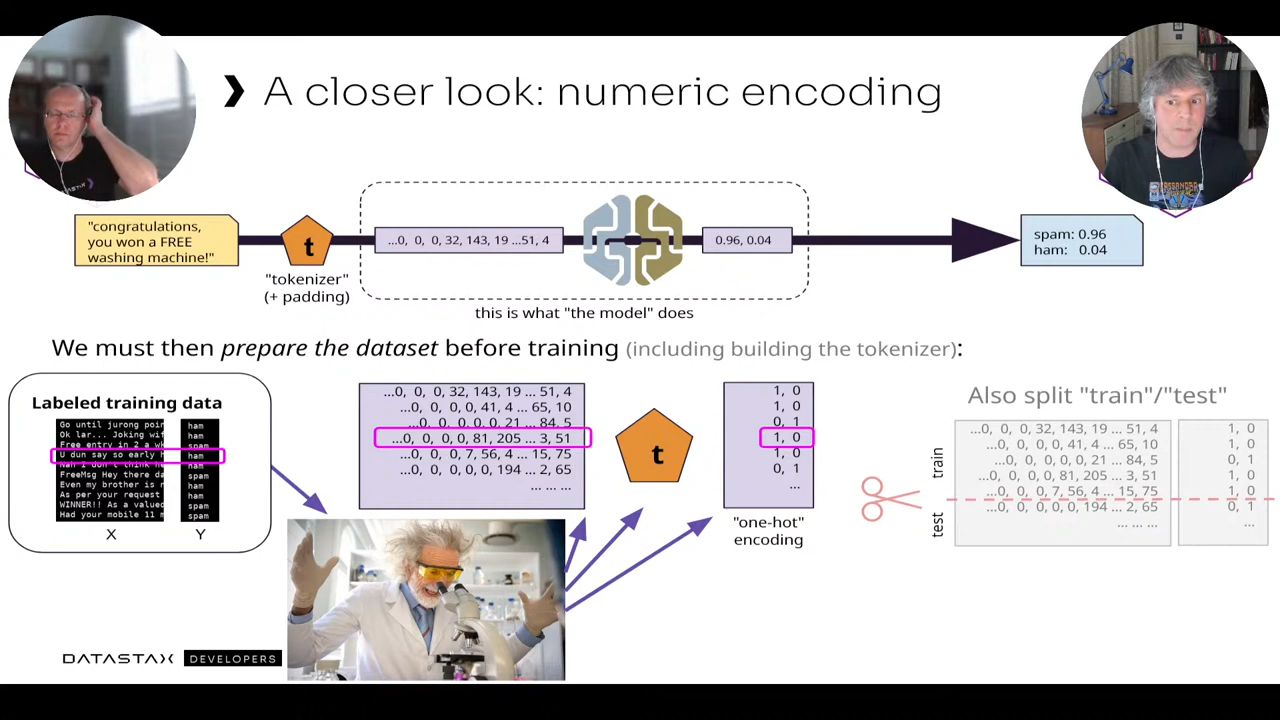 ❯ A closer look: numeric encoding
"congratulations,
you won a FREE
washing machine!"
t
"tokenizer"
(+ padding)
...0, 0, 0, 32, 143, 19 ...51, 4
0.96, 0.04
this is what "the model" does
spam: 0.96
ham: 0.04
We must then prepare the dataset before training (including building the tokenizer):
Labeled training data
Go until jurong poin
Ok lar... Joking wif
Free entry in 2 a wk
U dun say so early h
Nah I don't think he
FreeMsg Hey there da
Even my brother is n
As per your request
WINNER!! As a valued
Had your mobile 11 m
X
ham
ham
spam
ham
ham
spam
ham
ham
spam
spam
Y
...0, 0, 0, 32, 143, 19 ... 51, 4
...0, 0, 0, 0, 41, 4 ... 65, 10
...0, 0, 0, 0, 0, 21 ... 84, 5
...0, 0, 0, 0, 81, 205 ... 3, 51
...0, 0, 0, 7, 56, 4 ... 15, 75
...0, 0, 0, 0, 0, 194 ... 2, 65
... ... ...
t
1, 0
1, 0
0, 1
1, 0
1, 0
0, 1
...
"one-hot"
encoding
Also split "train"/"test"
train
test
...0, 0, 0, 32, 143, 19 ... 51, 4
...0, 0, 0, 0, 41, 4 ... 65, 10
...0, 0, 0, 0, 0, 21 ... 84, 5
...0, 0, 0, 0, 81, 205 ... 3, 51
...0, 0, 0, 7, 56, 4 ... 15, 75
...0, 0, 0, 0, 0, 194 ... 2, 65
... ... ...
1, 0
1, 0
0, 1
1, 0
1, 0
0, 1
...
DATASTAX DEVELOPERS
DATASTAX
CASSANDRA